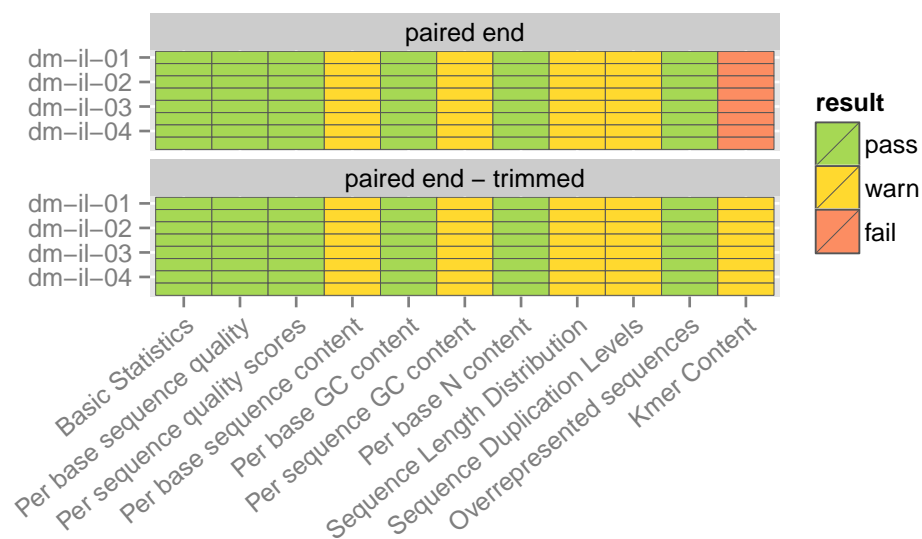 paired end
dm−il−01
dm−il−02
dm−il−03
dm−il−04
paired end − trimmed
dm−il−01
dm−il−02
dm−il−03
dm−il−04
Basic Statistics
Per base sequence quality
Per sequence quality scores
Per base sequence content
Per base GC content
Per sequence GC content
Per base N content
Sequence Length Distribution
Sequence Duplication Levels
Overrepresented sequences
Kmer Content
result
pass
warn
fail